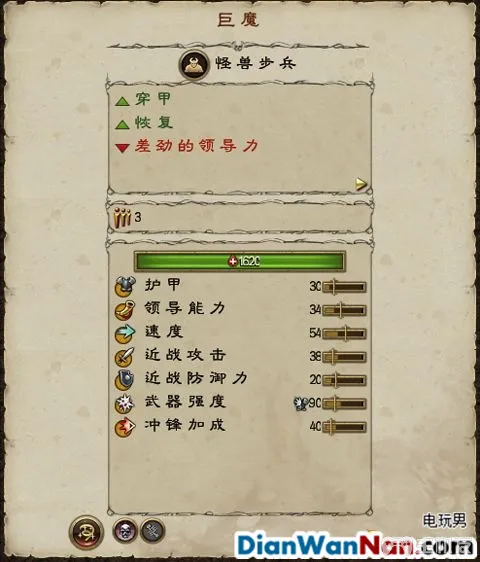 巨魔
怪兽步兵
穿甲
恢复
差劲的领导力
3
1620
护甲 30
领导能力 34
速度 54
近战攻击 38
近战防御力 20
武器强度 90
冲锋加成 40
电玩男
DianWanNan.com